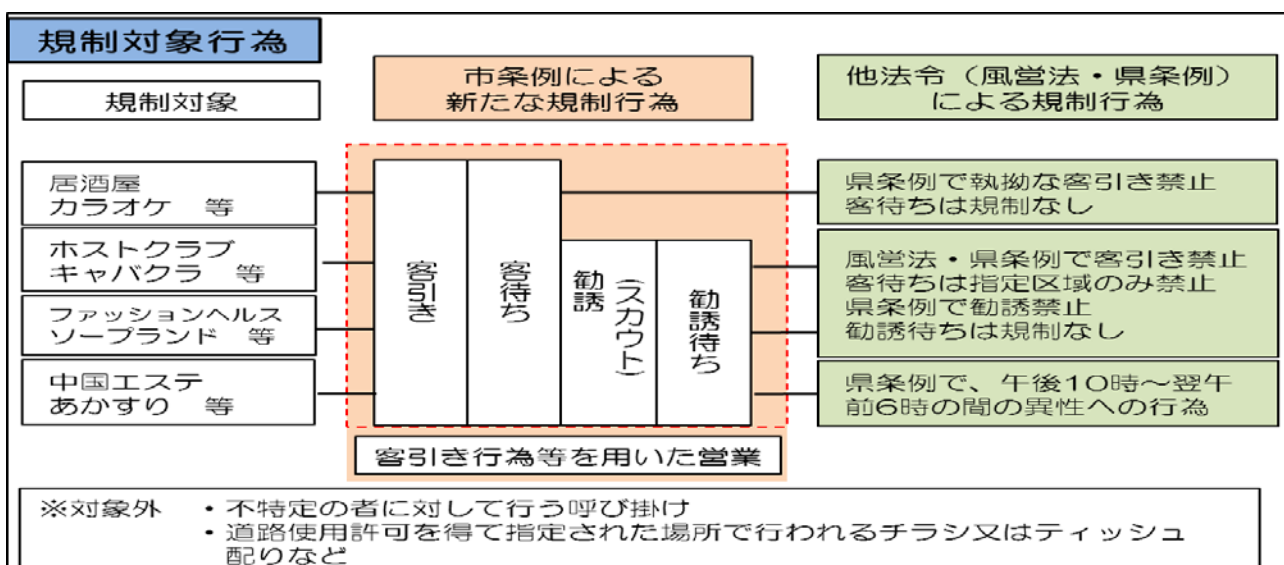 規制対象行為
規制対象
市条例による
新たな規制行為
他法令（風営法・県条例）
による規制行為
居酒屋
カラオケ　等
ホストクラブ
キャバクラ　等
ファッションヘルス
ソープランド　等
中国エステ
あかすり　等
客引き
客待ち
勧誘
（スカウト）
勧誘待ち
客引き行為等を用いた営業
県条例で執拗な客引き禁止
客待ちは規制なし
風営法・県条例で客引き禁止
客待ちは指定区域のみ禁止
県条例で勧誘禁止
勧誘待ちは規制なし
県条例で、午後10時～翌午
前6時の間の異性への行為
※対象外　・不特定の者に対して行う呼び掛け
・道路使用許可を得て指定された場所で行われるチラシ又はティッシュ
配りなど